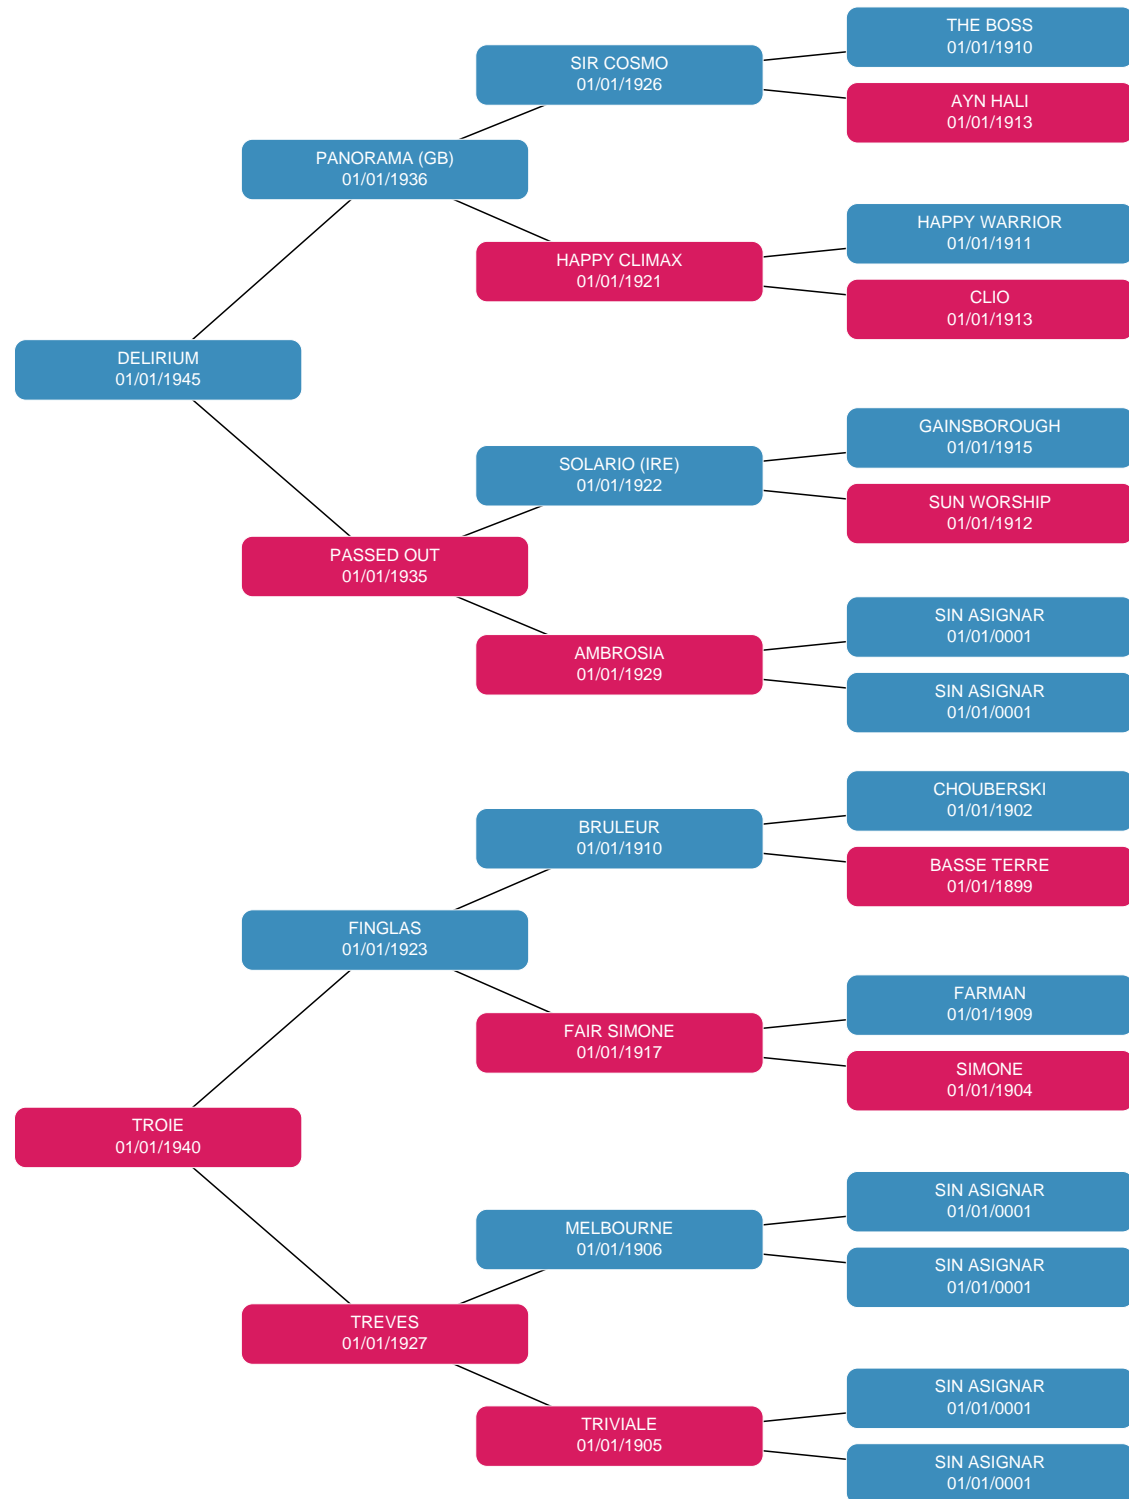 THE BOSS
01/01/1910
SIR COSMO
01/01/1926
AYN HALI
01/01/1913
PANORAMA (GB)
01/01/1936
HAPPY WARRIOR
01/01/1911
HAPPY CLIMAX
01/01/1921
CLIO
01/01/1913
DELIRIUM
01/01/1945
GAINSBOROUGH
01/01/1915
SOLARIO (IRE)
01/01/1922
SUN WORSHIP
01/01/1912
PASSED OUT
01/01/1935
SIN ASIGNAR
01/01/0001
AMBROSIA
01/01/1929
SIN ASIGNAR
01/01/0001
CHOUBERSKI
01/01/1902
BRULEUR
01/01/1910
BASSE TERRE
01/01/1899
FINGLAS
01/01/1923
FARMAN
01/01/1909
FAIR SIMONE
01/01/1917
SIMONE
01/01/1904
TROIE
01/01/1940
SIN ASIGNAR
01/01/0001
MELBOURNE
01/01/1906
SIN ASIGNAR
01/01/0001
TREVES
01/01/1927
SIN ASIGNAR
01/01/0001
TRIVIALE
01/01/1905
SIN ASIGNAR
01/01/0001